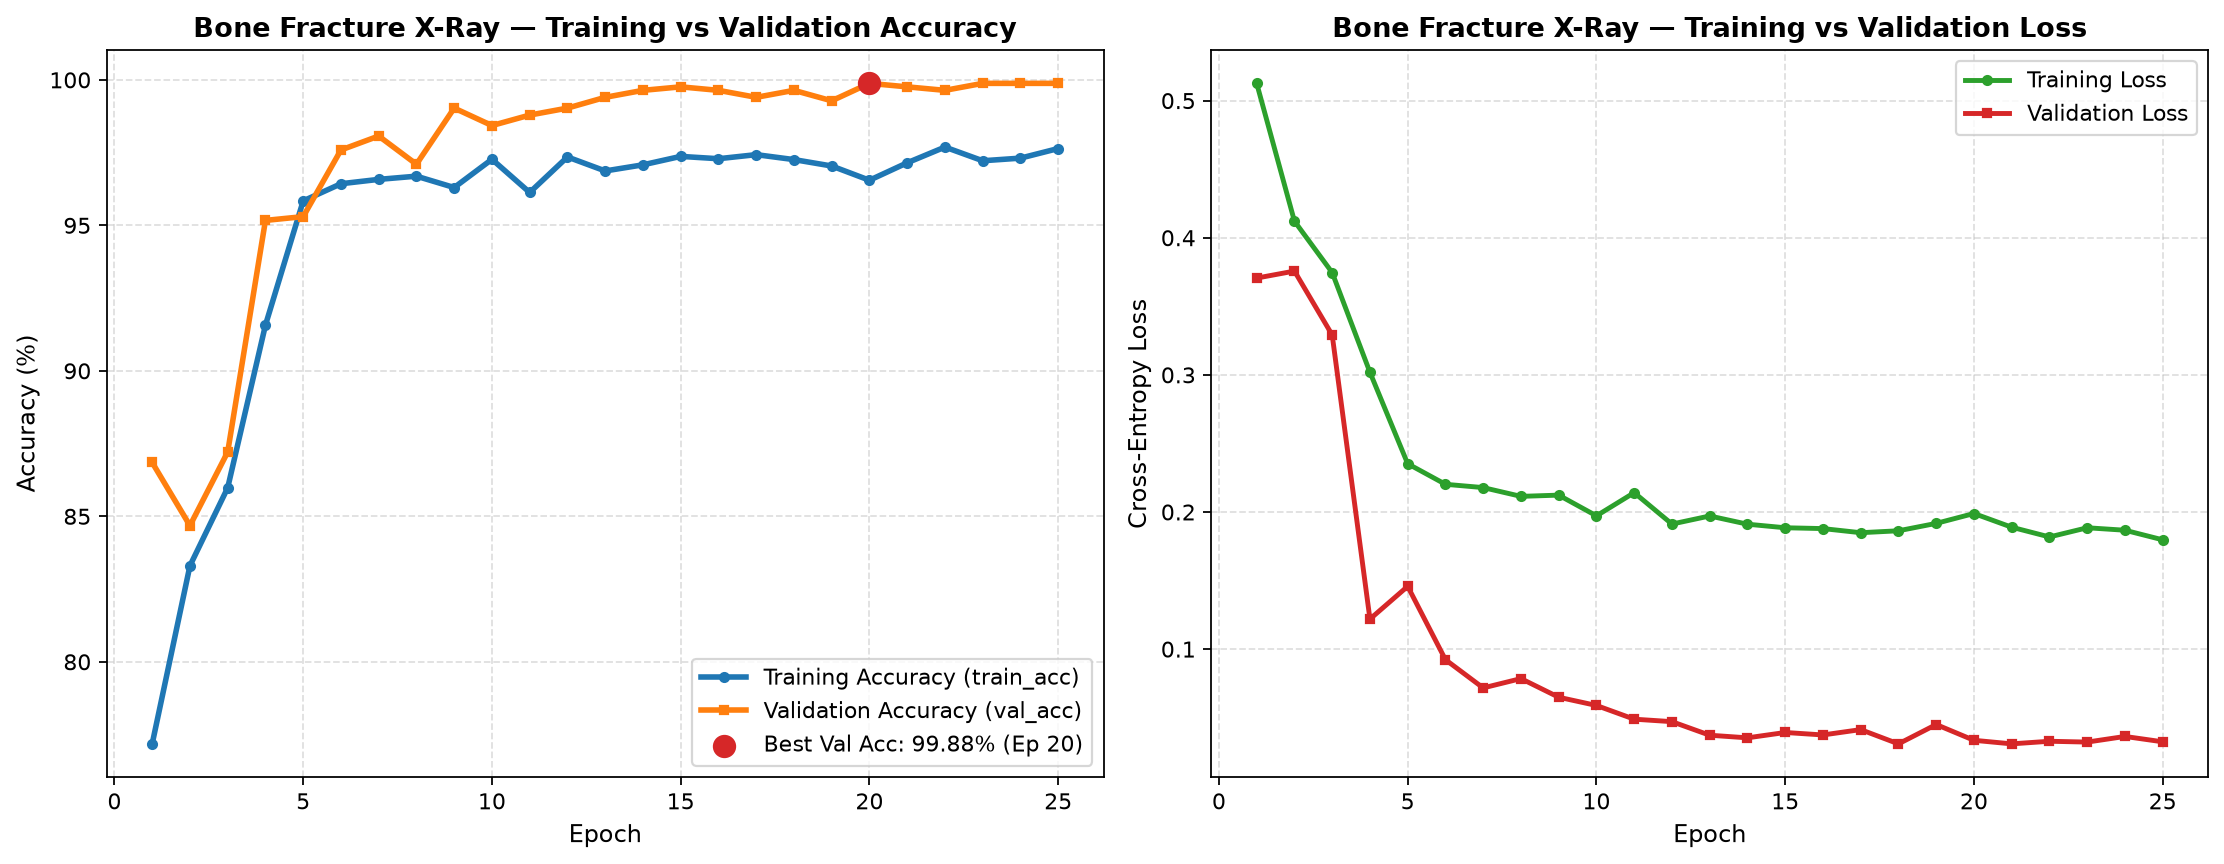 Bone Fracture X-Ray — Training vs Validation Accuracy
Accuracy (%)
100
95
90
85
80
0
5
10
15
20
25
Epoch
Training Accuracy (train_acc)
Validation Accuracy (val_acc)
Best Val Acc: 99.88% (Ep 20)
Bone Fracture X-Ray — Training vs Validation Loss
Cross-Entropy Loss
0.5
0.4
0.3
0.2
0.1
0
5
10
15
20
25
Epoch
Training Loss
Validation Loss